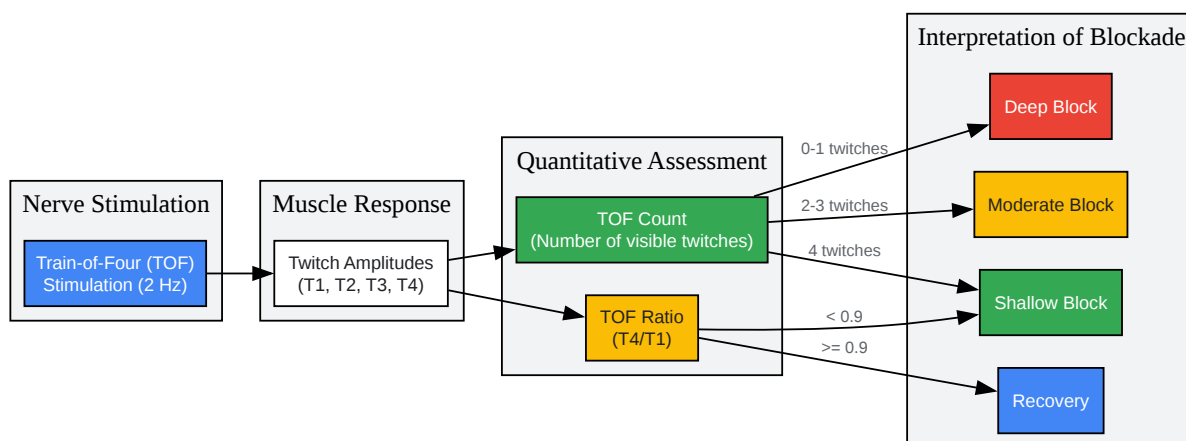 Nerve Stimulation
Train-of-Four (TOF)
Stimulation (2 Hz)
Muscle Response
Twitch Amplitudes
(T1, T2, T3, T4)
Quantitative Assessment
TOF Count
(Number of visible twitches)
TOF Ratio
(T4/T1)
0-1 twitches
2-3 twitches
4 twitches
< 0.9
>= 0.9
Interpretation of Blockade
Deep Block
Moderate Block
Shallow Block
Recovery